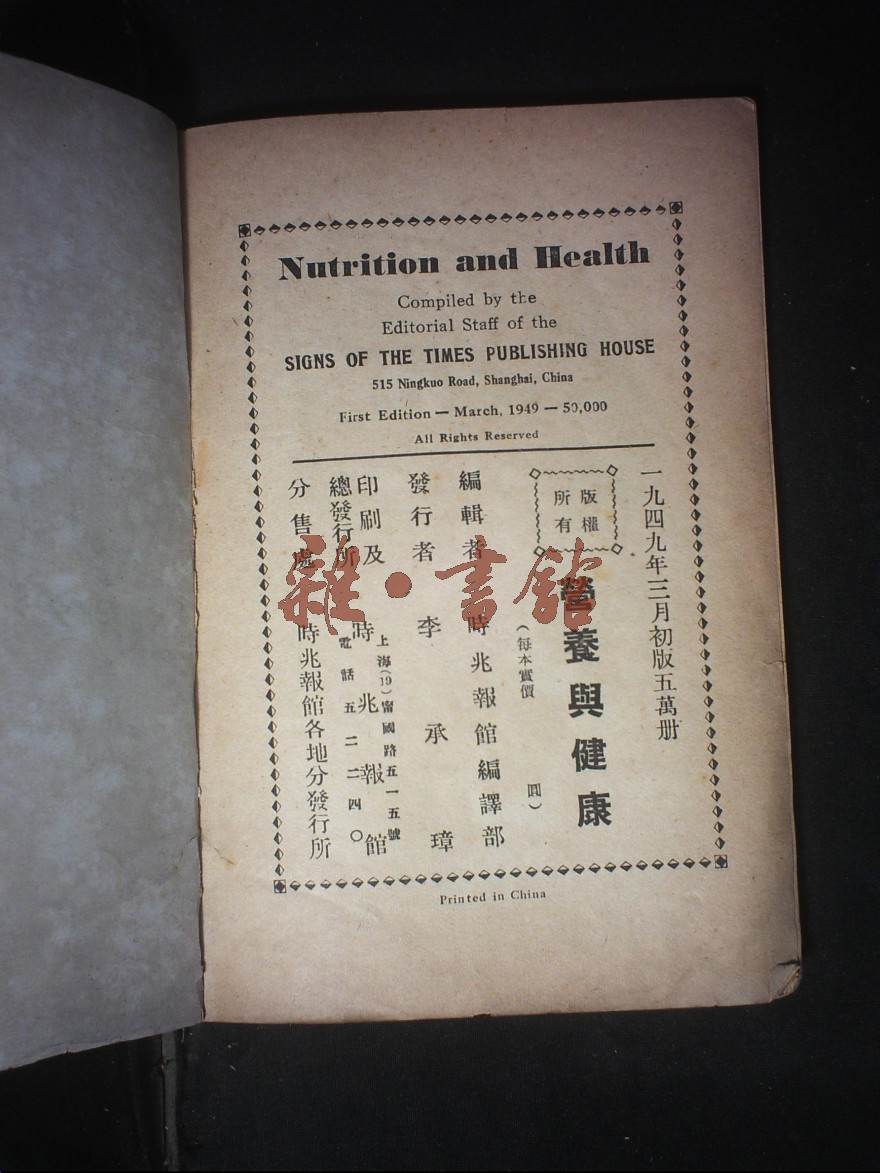 Nutrition and Health
Compiled by the
Editorial Staff of the
SIGNS OF THE TIMES PUBLISHING HOUSE
515 Ningkuo Road, Shanghai, China
First Edition — March, 1949 — 50,000
All Rights Reserved
一九四九年三月初版五萬册
版權
所有
營養與健康
(每本實價 圓)
編輯者 時兆報館編譯部
發行者 李承璋
印刷及
總發行所
時兆報館
上海(19)甯國路五一五號
電話五二二四〇
分售處 時兆報館各地分發行所
Printed in China
雜·書館